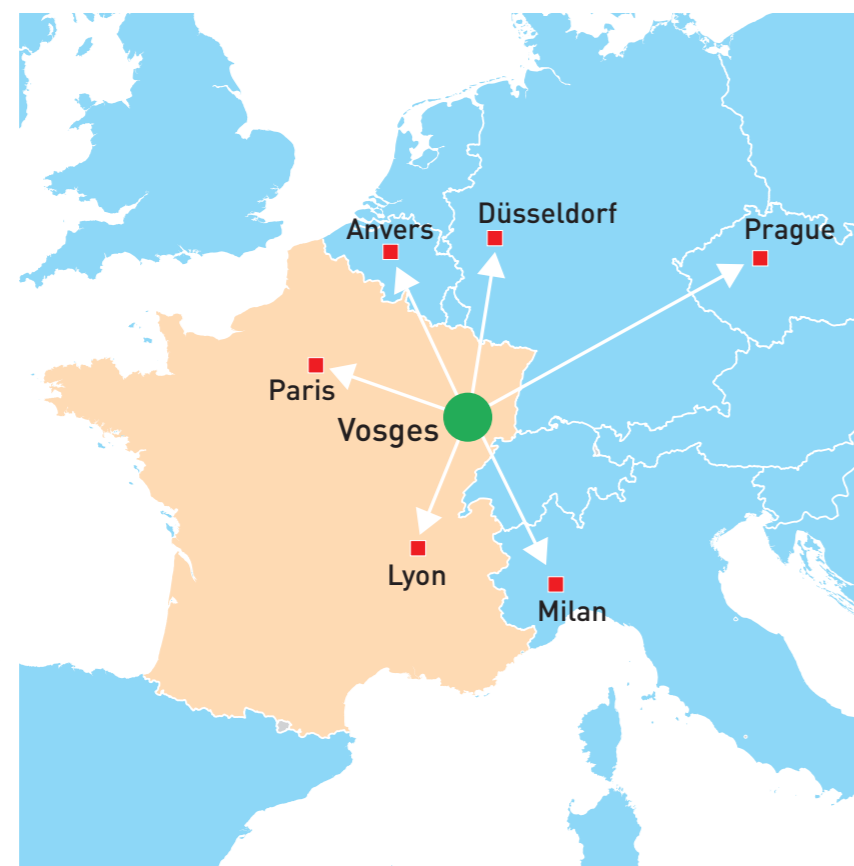 Düsseldorf
Anvers
Prague
Paris
Vosges
Lyon
Milan